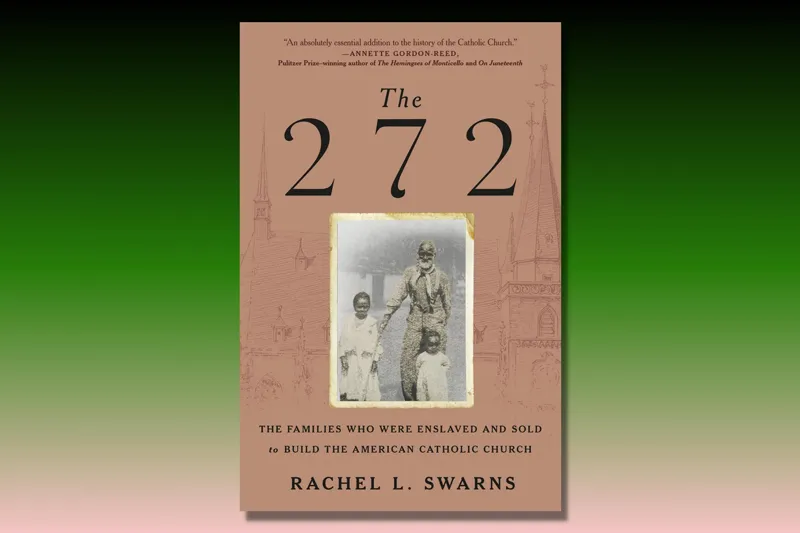 “An absolutely essential addition to the history of the Catholic Church.”
—ANNETTE GORDON-REED,
Pulitzer Prize–winning author of The Hemingses of Monticello and On Juneteenth
The
272
THE FAMILIES WHO WERE ENSLAVED AND SOLD
to BUILD THE AMERICAN CATHOLIC CHURCH
RACHEL L. SWARNS